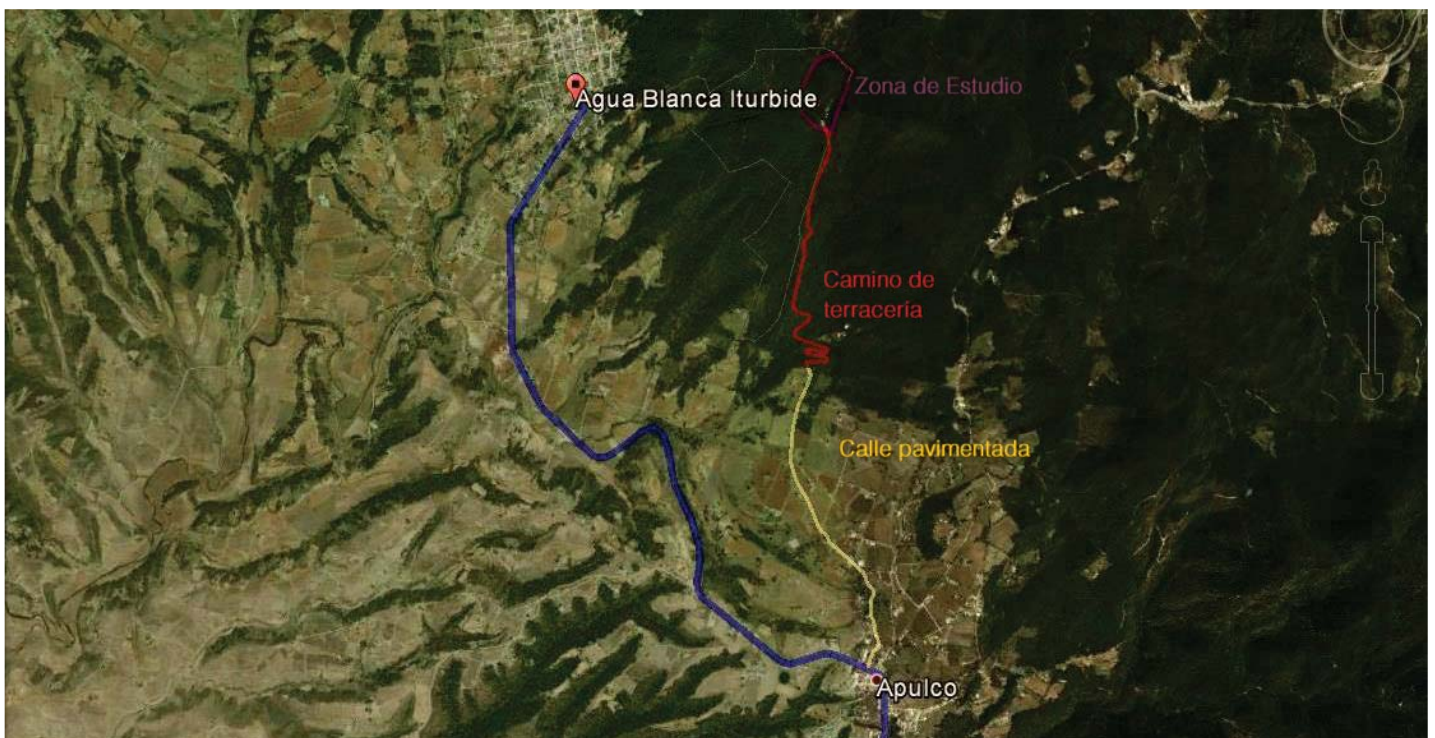 Zona de Estudio
Agua Blanca Iturbide
Camino de
terracería
Calle pavimentada
Apulco